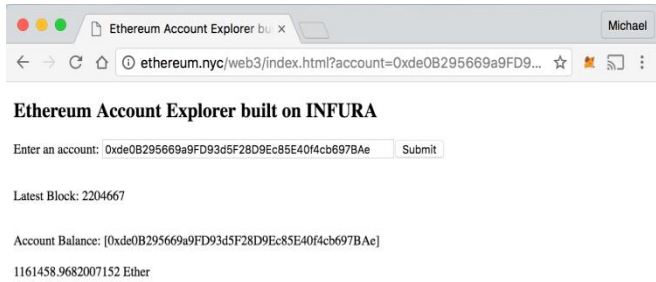 Ethereum Account Explorer bu
Michael
ethereum.nyc/web3/index.html?account=0xde0B295669a9FD9...
Ethereum Account Explorer built on INFURA
Enter an account: 0xde0B295669a9FD93d5F28D9Ec85E40f4cb697BAe Submit
Latest Block: 2204667
Account Balance: [0xde0B295669a9FD93d5F28D9Ec85E40f4cb697BAe]
1161458.9682007152 Ether